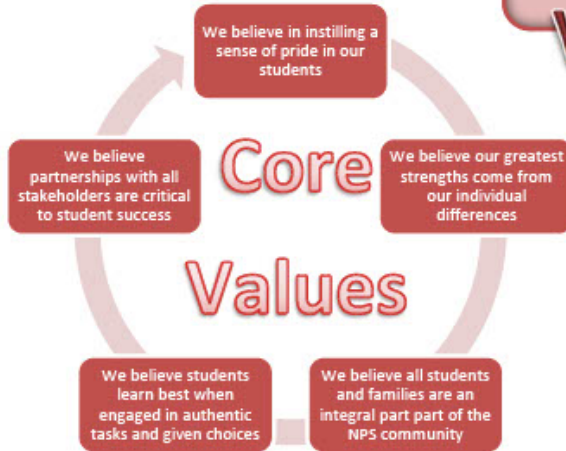 We believe in instilling a
sense of pride in our
students
We believe
partnerships with all
stakeholders are critical
to student success
Core
We believe our greatest
strengths come from
our individual
differences
Values
We believe students
learn best when
engaged in authentic
tasks and given choices
We believe all students
and families are an
integral part part of the
NPS community